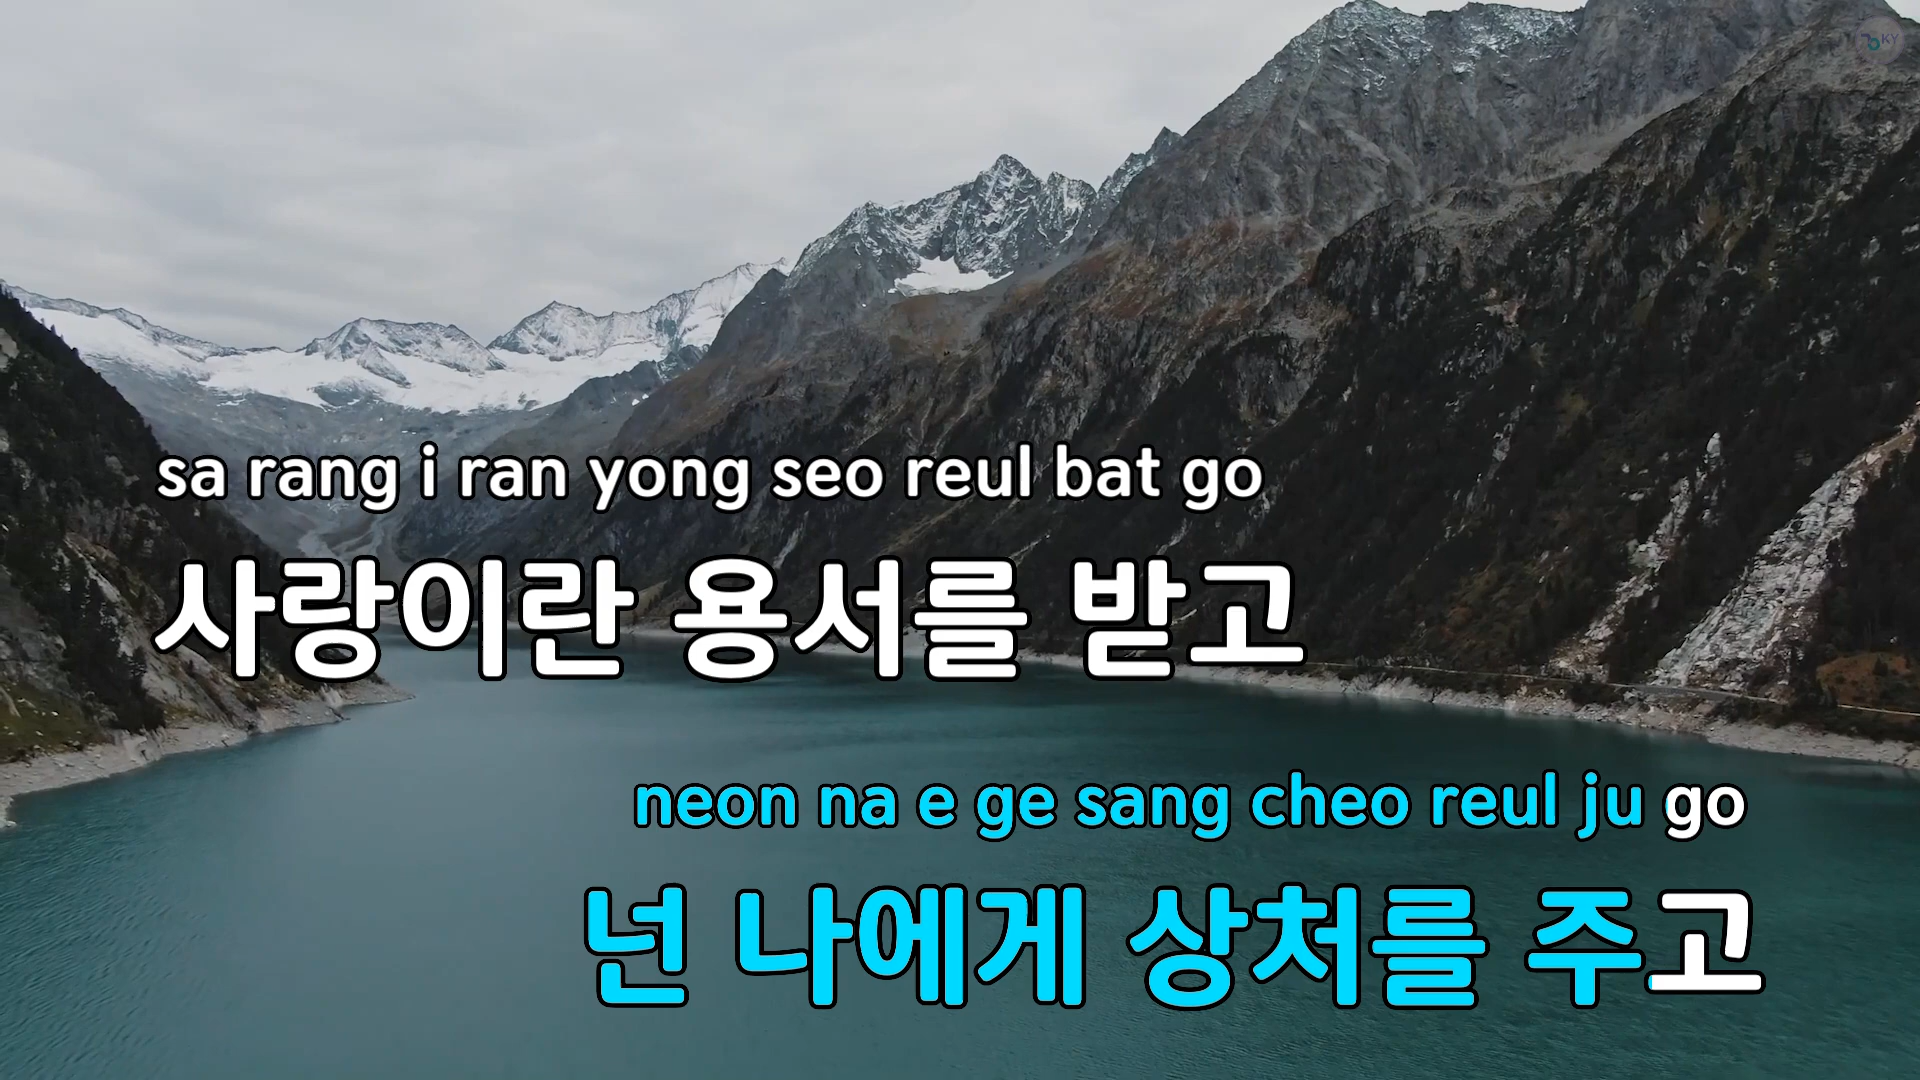 KY
sa rang i ran yong seo reul bat go
사랑이란 용서를 받고
neon na e ge sang cheo reul ju go
넌 나에게 상처를 주고